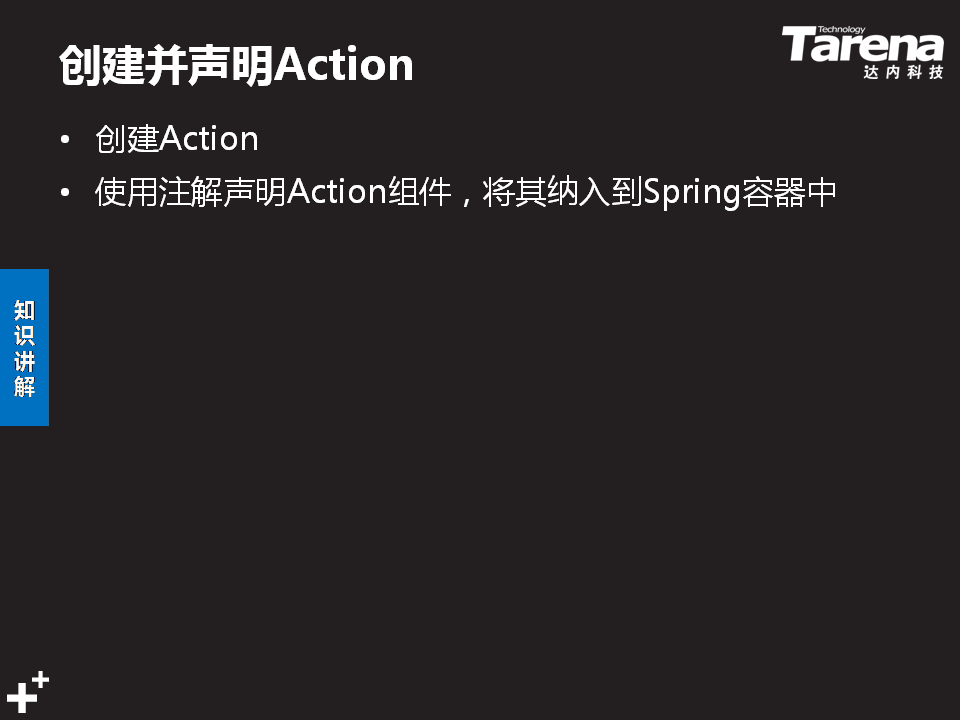 创建并声明Action
Technology
Tarena
达内科技
• 创建Action
• 使用注解声明Action组件，将其纳入到Spring容器中
知识讲解